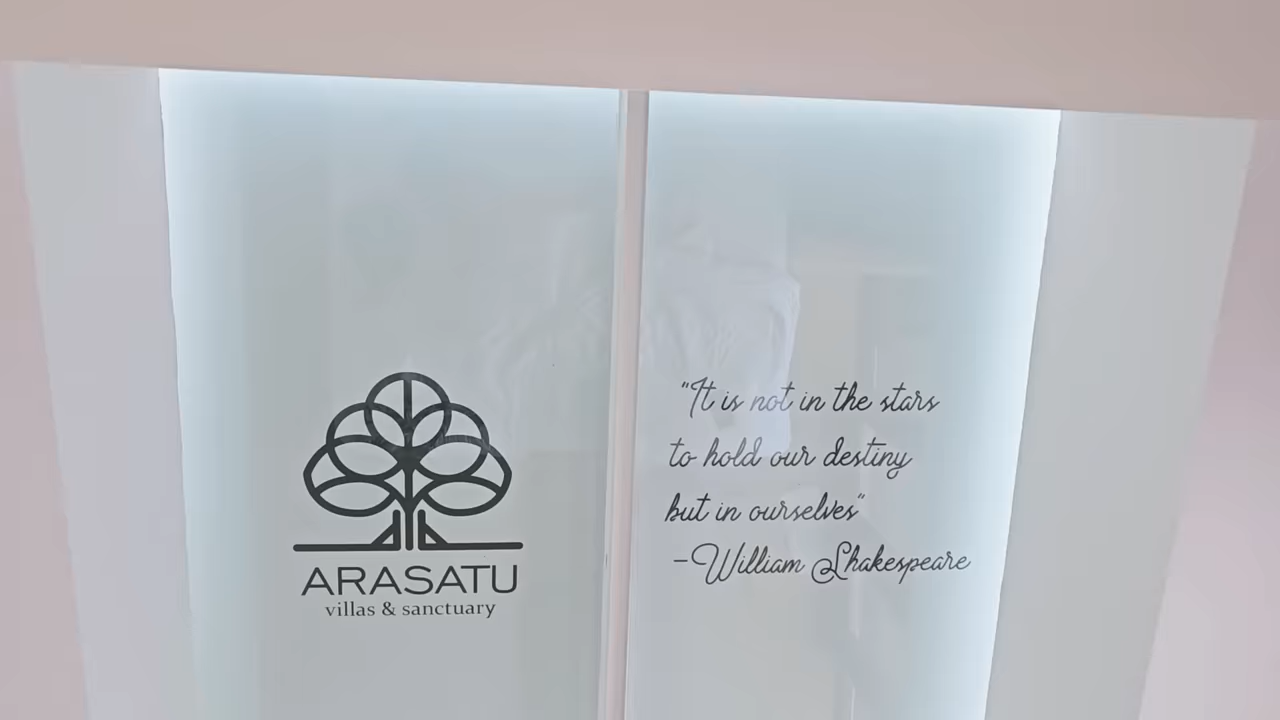 ARASATU
villas & sanctuary
"It is not in the stars
to hold our destiny
but in ourselves"
-William Shakespeare